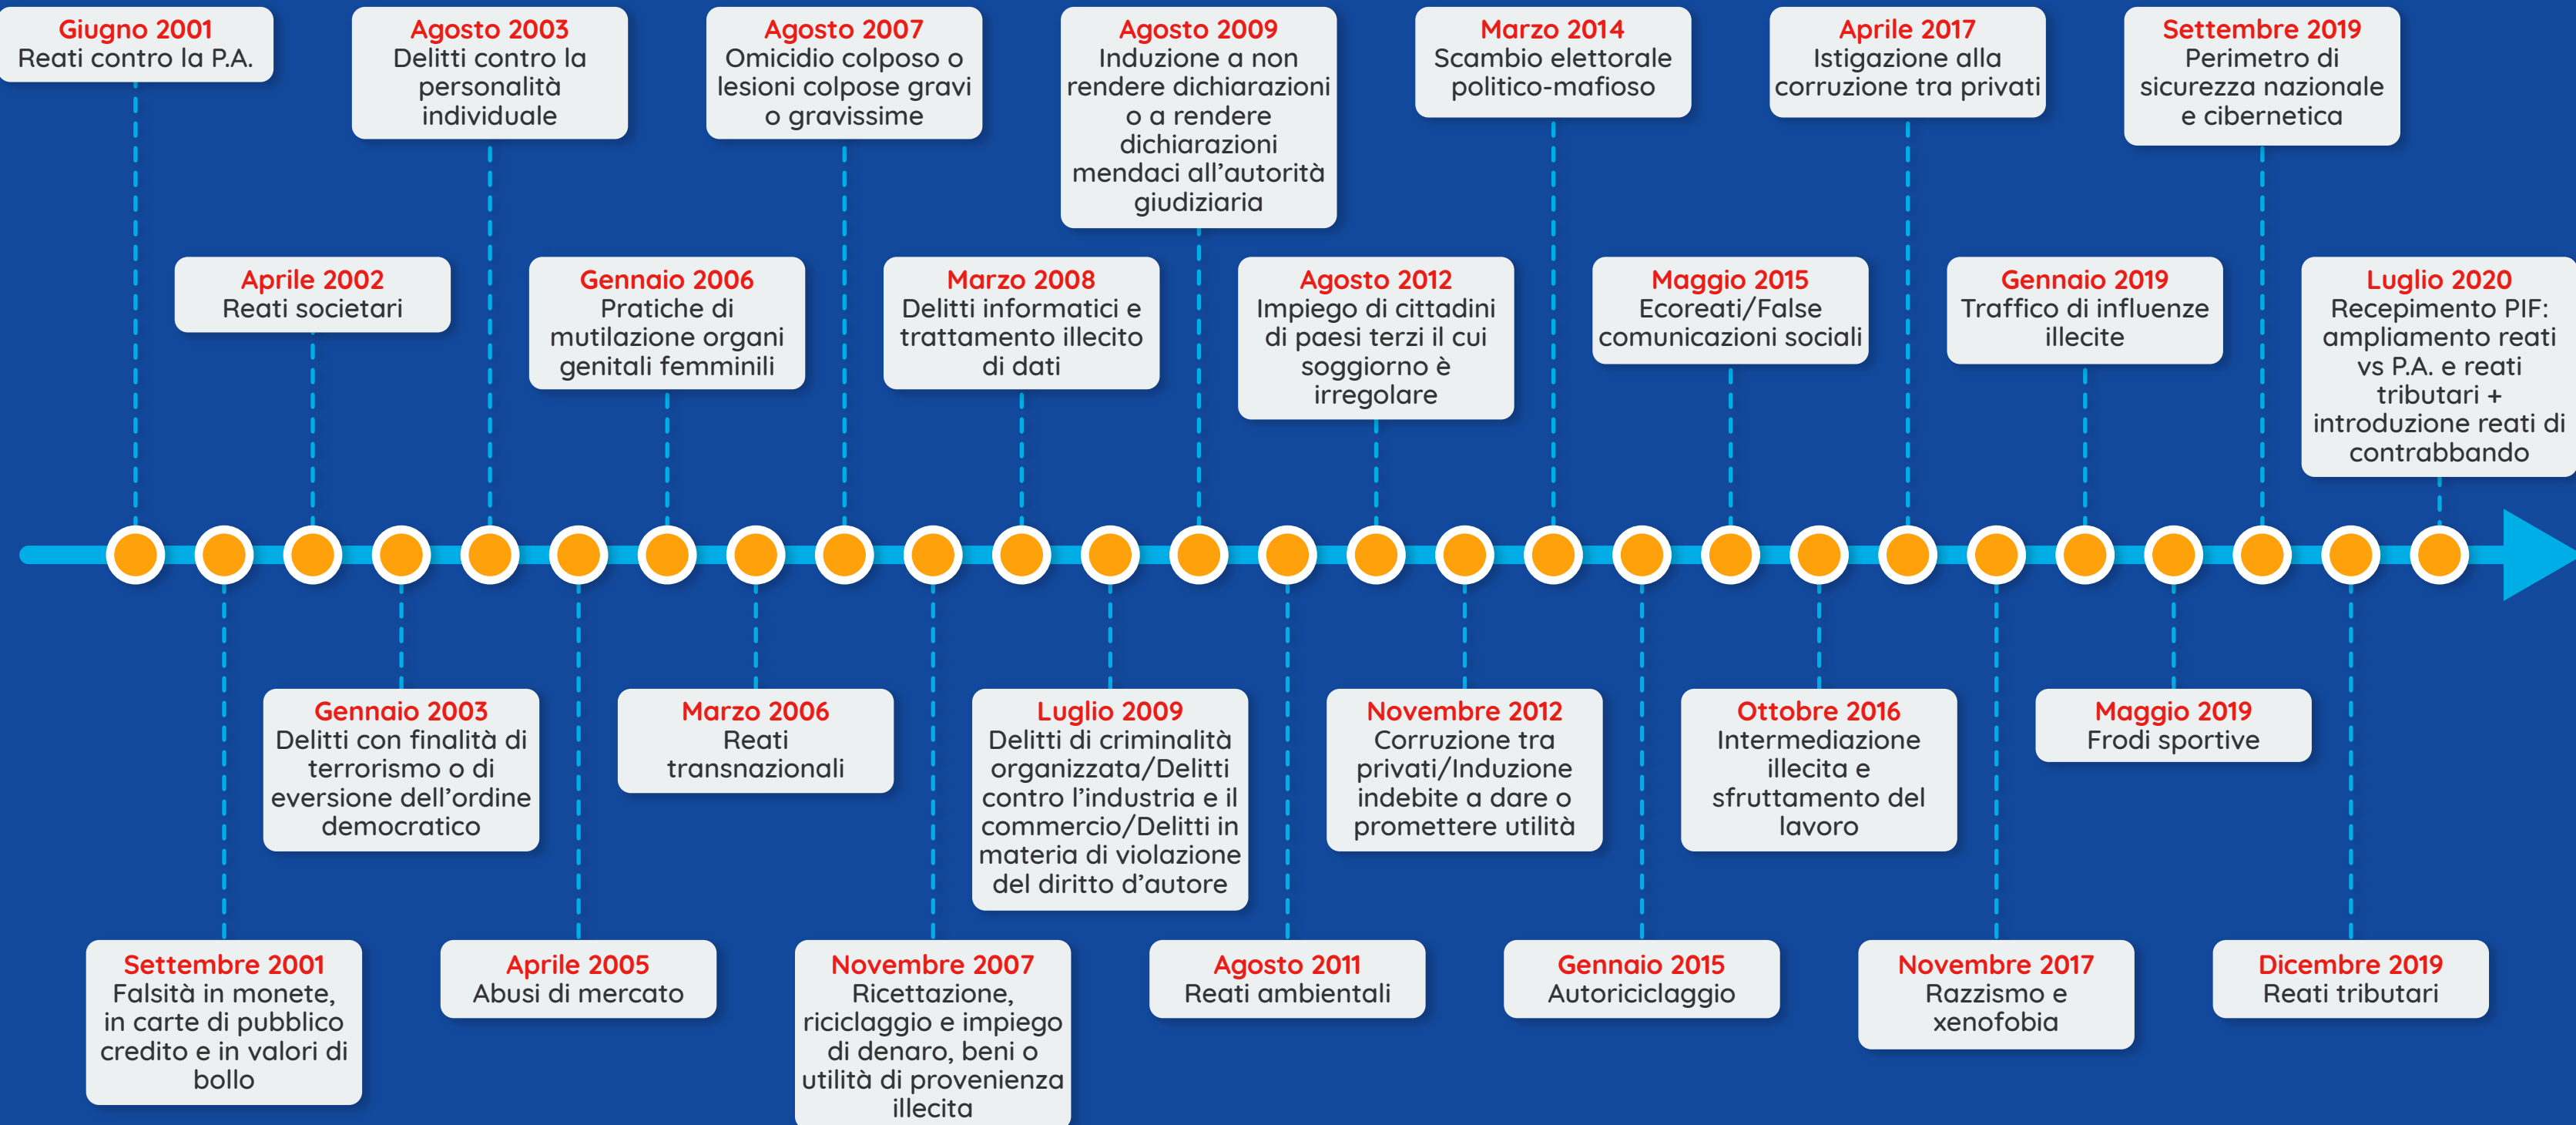 Giugno 2001
Reati contro la P.A.
Agosto 2003
Delitti contro la
personalità
individuale
Agosto 2007
Omicidio colposo o
lesioni colpose gravi
o gravissime
Agosto 2009
Induzione a non
rendere dichiarazioni
o a rendere
dichiarazioni
mendaci all’autorità
giudiziaria
Marzo 2014
Scambio elettorale
politico-mafioso
Aprile 2017
Istigazione alla
corruzione tra privati
Settembre 2019
Perimetro di
sicurezza nazionale
e cibernetica
Aprile 2002
Reati societari
Gennaio 2006
Pratiche di
mutilazione organi
genitali femminili
Marzo 2008
Delitti informatici e
trattamento illecito
di dati
Agosto 2012
Impiego di cittadini
di paesi terzi il cui
soggiorno è
irregolare
Maggio 2015
Ecoreati/False
comunicazioni sociali
Gennaio 2019
Traffico di influenze
illecite
Luglio 2020
Recepimento PIF:
ampliamento reati
vs P.A. e reati
tributari +
introduzione reati di
contrabbando
Gennaio 2003
Delitti con finalità di
terrorismo o di
eversione dell’ordine
democratico
Marzo 2006
Reati
transnazionali
Luglio 2009
Delitti di criminalità
organizzata/Delitti
contro l’industria e il
commercio/Delitti in
materia di violazione
del diritto d’autore
Novembre 2012
Corruzione tra
privati/Induzione
indebite a dare o
promettere utilità
Ottobre 2016
Intermediazione
illecita e
sfruttamento del
lavoro
Maggio 2019
Frodi sportive
Settembre 2001
Falsità in monete,
in carte di pubblico
credito e in valori di
bollo
Aprile 2005
Abusi di mercato
Novembre 2007
Ricettazione,
riciclaggio e impiego
di denaro, beni o
utilità di provenienza
illecita
Agosto 2011
Reati ambientali
Gennaio 2015
Autoriciclaggio
Novembre 2017
Razzismo e
xenofobia
Dicembre 2019
Reati tributari